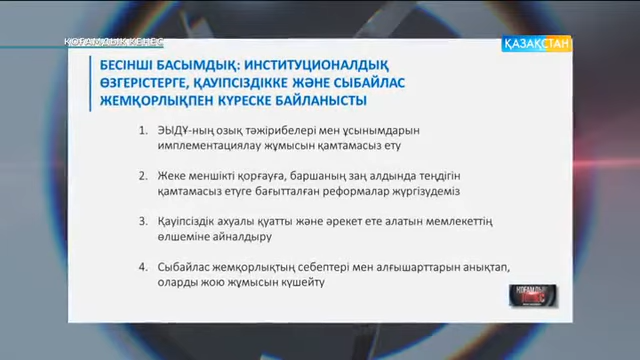 ҚОҒАМДЫҚ КЕҢЕС
ҚАЗАҚСТАН
БЕСІНШІ БАСЫМДЫҚ: ИНСТИТУЦИОНАЛДЫҚ
ӨЗГЕРІСТЕРГЕ, ҚАУІПСІЗДІККЕ ЖӘНЕ СЫБАЙЛАС
ЖЕМҚОРЛЫҚПЕН КҮРЕСКЕ БАЙЛАНЫСТЫ
1. ЭЫДҰ-ның озық тәжірибелері мен ұсынымдарын
имплементациялау жұмысын қамтамасыз ету
2. Жеке меншікті қорғауға, баршаның заң алдында теңдігін
қамтамасыз етуге бағытталған реформалар жүргізудеміз
3. Қауіпсіздік ахуалы қуатты және әрекет ете алатын мемлекеттің
өлшеміне айналдыру
4. Сыбайлас жемқорлықтың себептері мен алғышарттарын анықтап,
оларды жою жұмысын күшейту
ҚОҒАМДЫҚ
КЕҢЕС